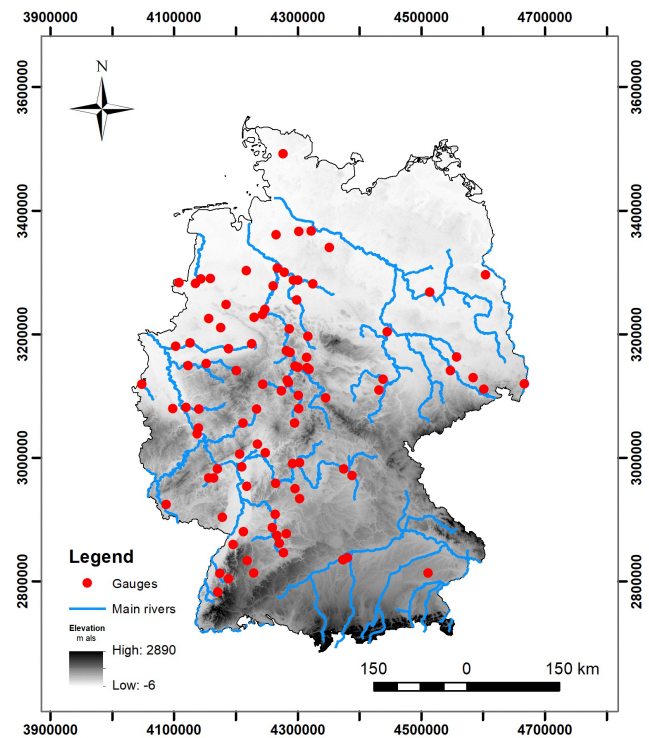 3900000 4100000 4300000 4500000 4700000
N
3600000 3600000
3400000 3400000
3200000 3200000
3000000 3000000
2800000 2800000
Legend
Gauges
Main rivers
Elevation
m als
High: 2890
Low: -6
150 0 150 km
3900000 4100000 4300000 4500000 4700000